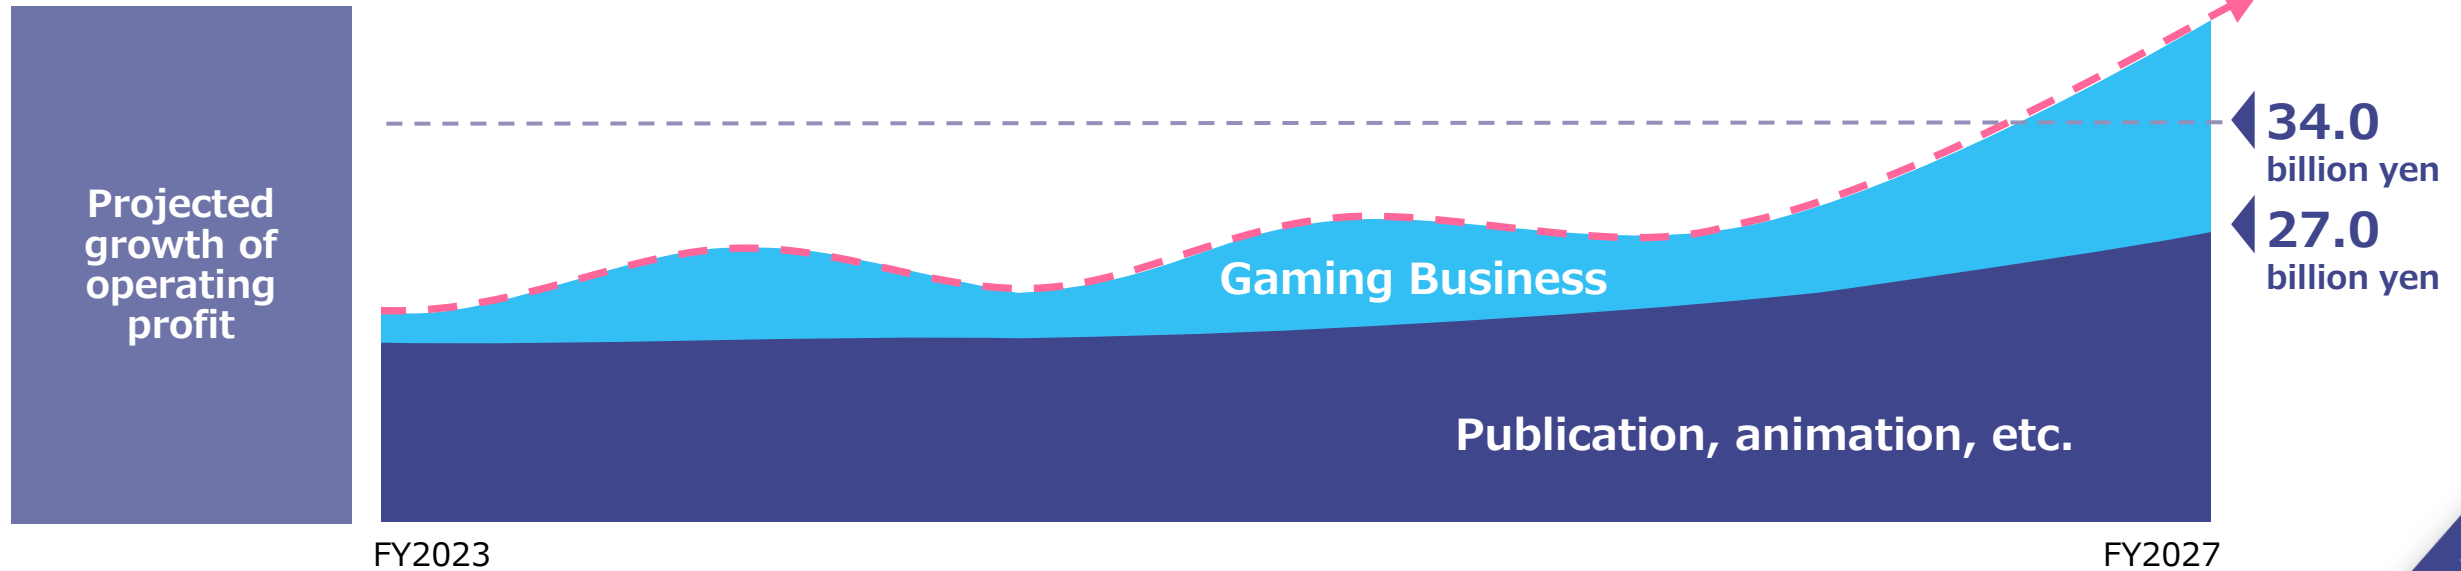 Projected
growth of
operating
profit
34.0
billion yen
27.0
billion yen
Gaming Business
Publication, animation, etc.
FY2023
FY2027